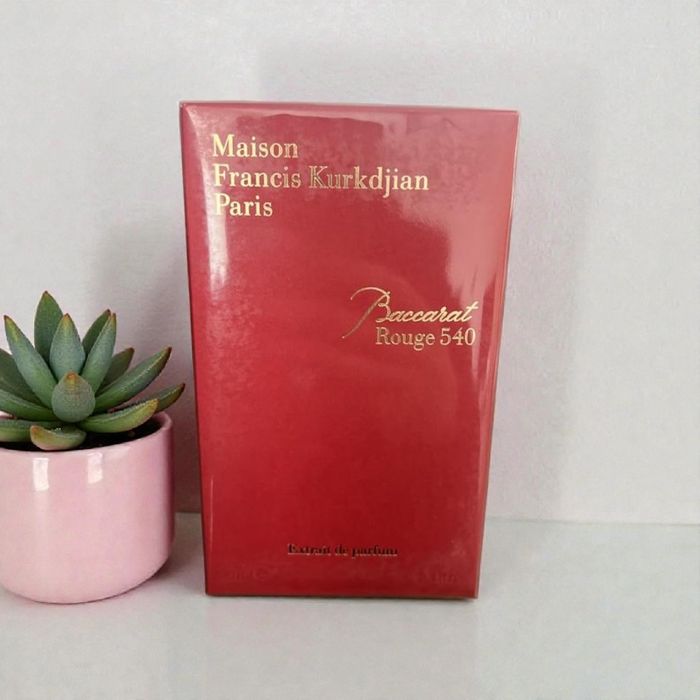 Maison
Francis Kurkdjian
Paris
Baccarat
Rouge 540
Extrait de parfum